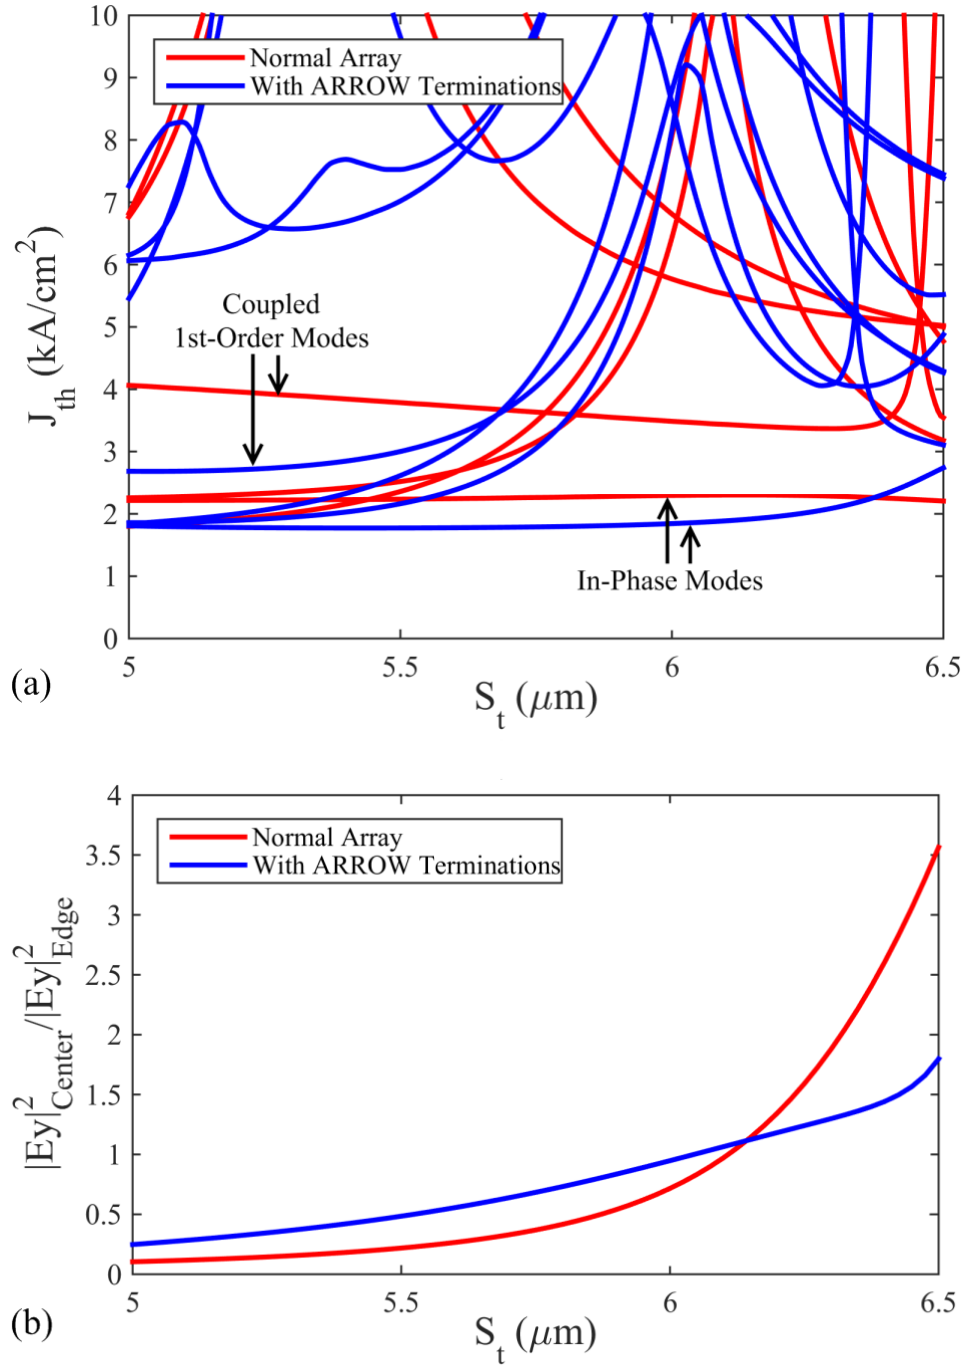 10
9
8
7
6
5
4
3
2
1
0
J_th (kA/cm^2)
Normal Array
With ARROW Terminations
Coupled
1st-Order Modes
In-Phase Modes
5
5.5
6
6.5
S_t (μm)
(a)
4
3.5
3
2.5
2
1.5
1
0.5
0
|Ey|^2_Center/|Ey|^2_Edge
Normal Array
With ARROW Terminations
5
5.5
6
6.5
S_t (μm)
(b)